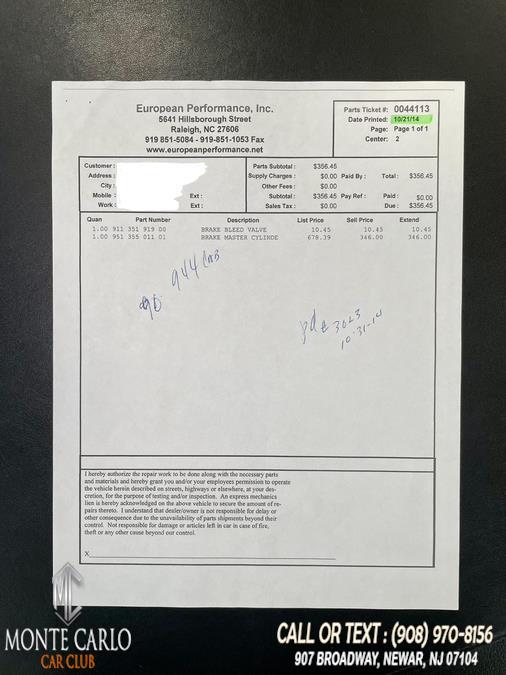 European Performance, Inc.
5641 Hillsborough Street
Raleigh, NC 27606
919 851-5084 - 919-851-1053 Fax
www.europeanperformance.net
Parts Ticket #: 0044113
Date Printed: 10/21/14
Page: Page 1 of 1
Center: 2
Customer :
Address :
City :
Mobile : Ext :
Work : Ext :
Parts Subtotal : $356.45
Supply Charges : $0.00 Paid By : Total: $356.45
Other Fees : $0.00
Subtotal : $356.45 Pay Ref : Paid : $0.00
Sales Tax : $0.00 Due : $356.45
Quan Part Number Description List Price Sell Price Extend
1.00 911 351 919 00 BRAKE BLEED VALVE 10.45 10.45 10.45
1.00 951 355 011 01 BRAKE MASTER CYLINDE 678.39 346.00 346.00
90 944 Cab
pd # 3023
10-31-14
I hereby authorize the repair work to be done along with the necessary parts
and materials and hereby grant you and/or your employees permission to operate
the vehicle herein described on streets, highways or elsewhere, at your des-
cretion, for the purpose of testing and/or inspection. An express mechanics
lien is hereby acknowledged on the above vehicle to secure the amount of re-
pairs thereto. I understand that dealer/owner is not responsible for delay or
other consequence due to the unavailability of parts shipments beyond their
control. Not responsible for damage or articles left in car in case of fire,
theft or any other cause beyond our control.
X
MONTE CARLO
CAR CLUB
CALL OR TEXT : (908) 970-8156
907 BROADWAY, NEWAR, NJ 07104